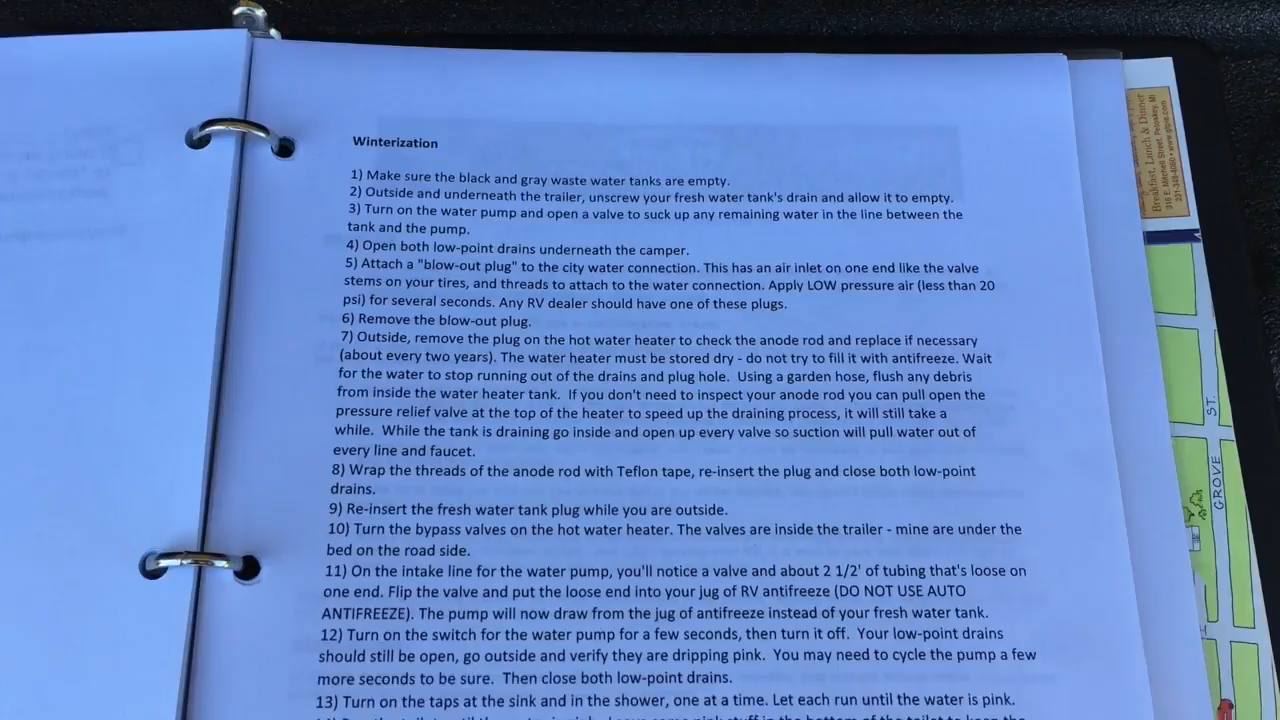 Winterization
1) Make sure the black and gray waste water tanks are empty.
2) Outside and underneath the trailer, unscrew your fresh water tank's drain and allow it to empty.
3) Turn on the water pump and open a valve to suck up any remaining water in the line between the
tank and the pump.
4) Open both low-point drains underneath the camper.
5) Attach a "blow-out plug" to the city water connection. This has an air inlet on one end like the valve
stems on your tires, and threads to attach to the water connection. Apply LOW pressure air (less than 20
psi) for several seconds. Any RV dealer should have one of these plugs.
6) Remove the blow-out plug.
7) Outside, remove the plug on the hot water heater to check the anode rod and replace if necessary
(about every two years). The water heater must be stored dry - do not try to fill it with antifreeze. Wait
for the water to stop running out of the drains and plug hole. Using a garden hose, flush any debris
from inside the water heater tank. If you don't need to inspect your anode rod you can pull open the
pressure relief valve at the top of the heater to speed up the draining process, it will still take a
while. While the tank is draining go inside and open up every valve so suction will pull water out of
every line and faucet.
8) Wrap the threads of the anode rod with Teflon tape, re-insert the plug and close both low-point
drains.
9) Re-insert the fresh water tank plug while you are outside.
10) Turn the bypass valves on the hot water heater. The valves are inside the trailer - mine are under the
bed on the road side.
11) On the intake line for the water pump, you'll notice a valve and about 2 1/2' of tubing that's loose on
one end. Flip the valve and put the loose end into your jug of RV antifreeze (DO NOT USE AUTO
ANTIFREEZE). The pump will now draw from the jug of antifreeze instead of your fresh water tank.
12) Turn on the switch for the water pump for a few seconds, then turn it off. Your low-point drains
should still be open, go outside and verify they are dripping pink. You may need to cycle the pump a few
more seconds to be sure. Then close both low-point drains.
13) Turn on the taps at the sink and in the shower, one at a time. Let each run until the water is pink.
Breakfast, Lunch & Dinner
316 E. Mitchell Street, Petoskey, MI
GROVE ST.